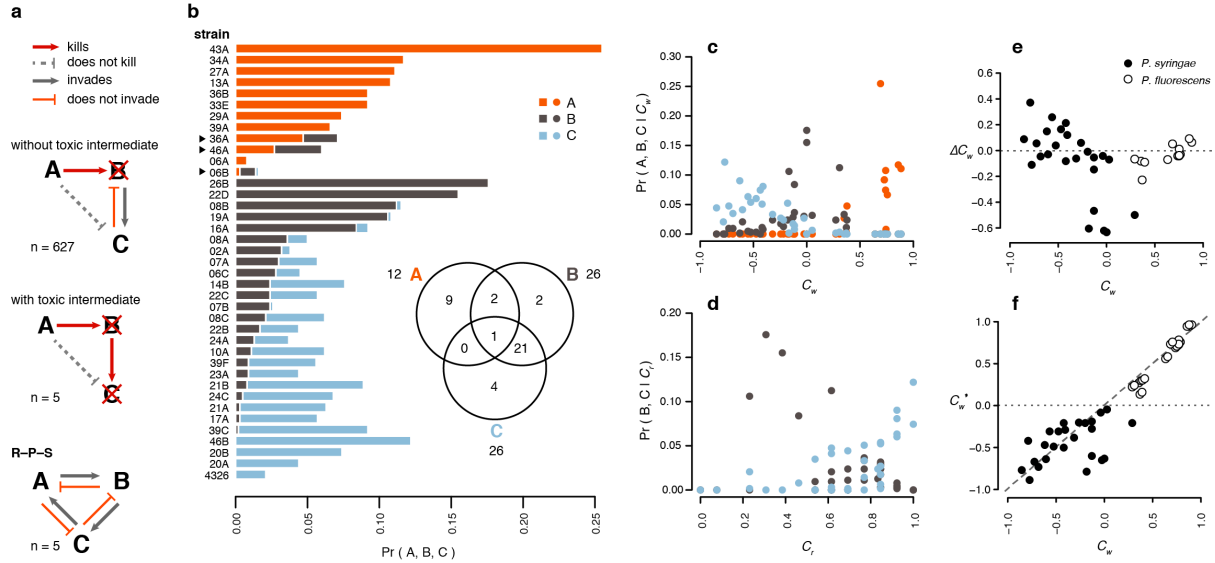 a
kills
does not kill
invades
does not invade
without toxic intermediate
A
B
C
n = 627
with toxic intermediate
A
B
C
n = 5
R–P–S
A
B
C
n = 5
b
strain
43A
34A
27A
13A
36B
33E
29A
39A
36A
46A
06A
06B
26B
22D
08B
19A
16A
08A
02A
07A
06C
14B
22C
07B
08C
22B
24A
10A
39F
23A
21B
24C
21A
17A
39C
46B
20B
20A
4326
0.00
0.05
0.10
0.15
0.20
0.25
Pr ( A, B, C )
A
B
C
12 A
B 26
9
2
2
1
0
21
4
C
26
c
Pr ( A, B, C | Cw )
0.30
0.25
0.20
0.15
0.10
0.05
0.00
−1.0
−0.5
0.0
0.5
1.0
Cw
d
Pr ( B, C | Cr )
0.20
0.15
0.10
0.05
0.00
0.0
0.2
0.4
0.6
0.8
1.0
Cr
e
P. syringae
P. fluorescens
ΔCw
0.6
0.4
0.2
0.0
−0.2
−0.4
−0.6
−1.0
−0.5
0.0
0.5
1.0
Cw
f
Cw*
1.0
0.5
0.0
−0.5
−1.0
−1.0
−0.5
0.0
0.5
1.0
Cw